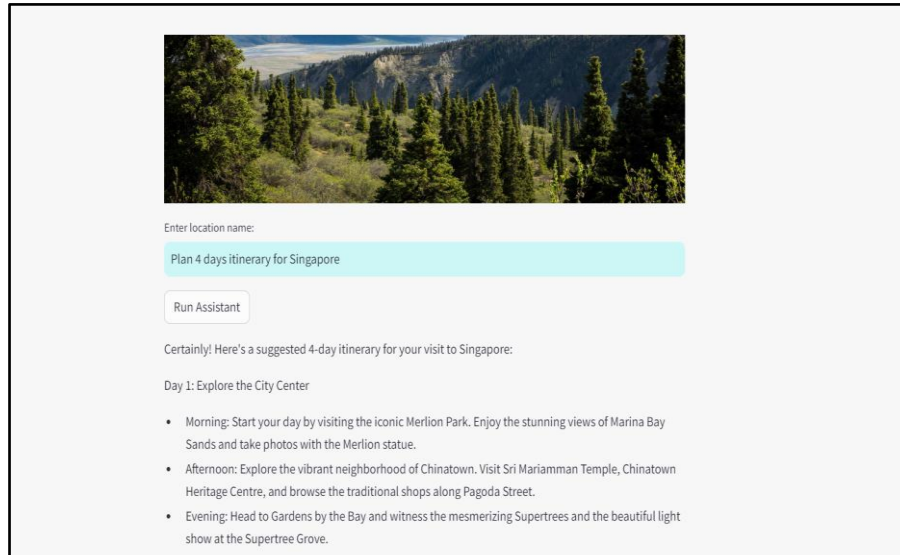 Enter location name:
Plan 4 days itinerary for Singapore
Run Assistant
Certainly! Here's a suggested 4-day itinerary for your visit to Singapore:
Day 1: Explore the City Center
• Morning: Start your day by visiting the iconic Merlion Park. Enjoy the stunning views of Marina Bay
Sands and take photos with the Merlion statue.
• Afternoon: Explore the vibrant neighborhood of Chinatown. Visit Sri Mariamman Temple, Chinatown
Heritage Centre, and browse the traditional shops along Pagoda Street.
• Evening: Head to Gardens by the Bay and witness the mesmerizing Supertrees and the beautiful light
show at the Supertree Grove.